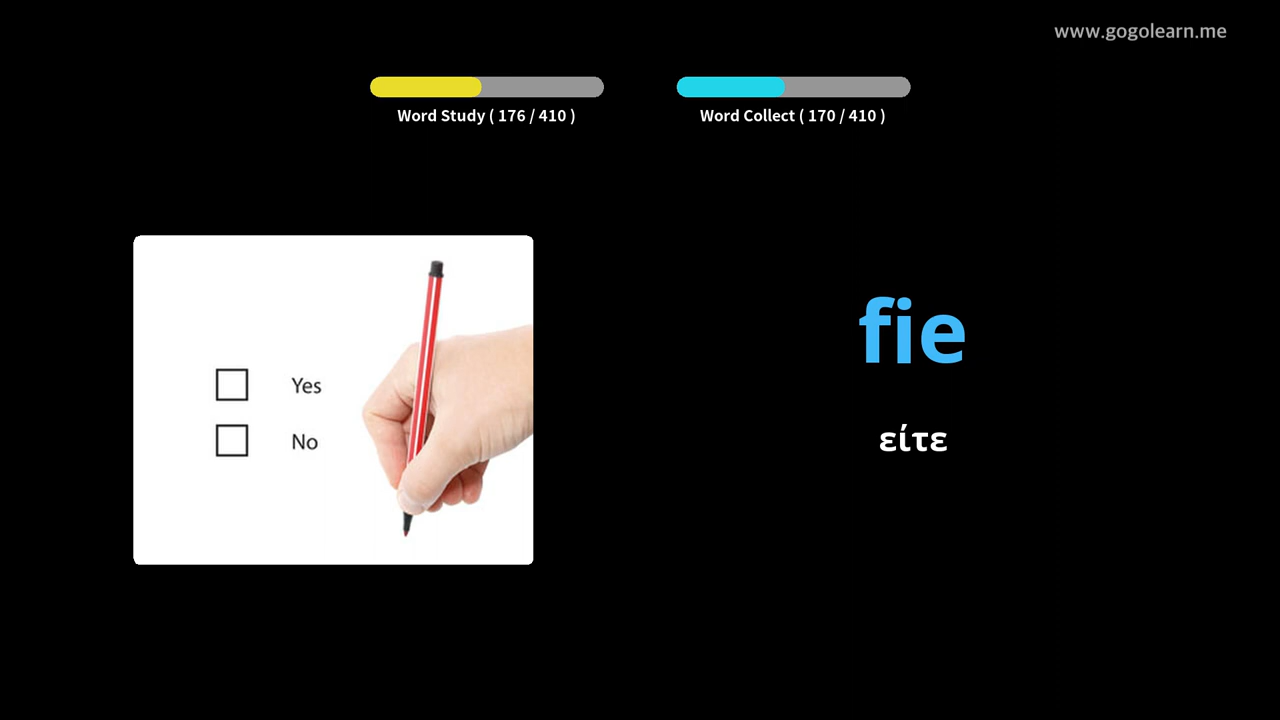 www.gogolearn.me
Word Study ( 176 / 410 )
Word Collect ( 170 / 410 )
Yes
No
fie
είτε